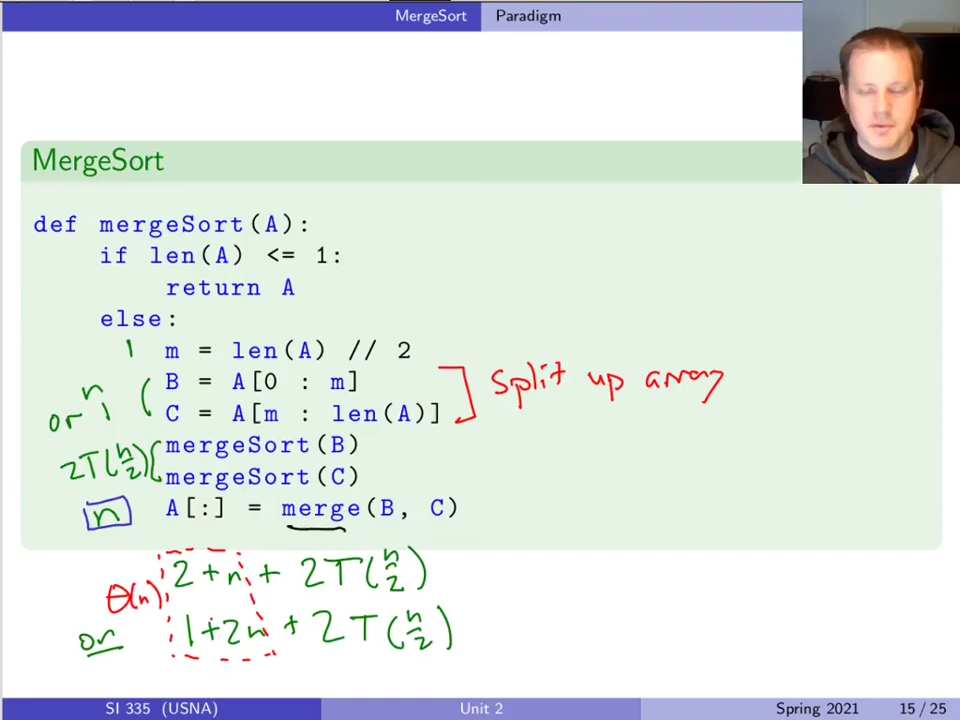 MergeSort Paradigm
MergeSort
def mergeSort(A):
if len(A) <= 1:
return A
else:
1 m = len(A) // 2
n B = A[0 : m] ] split up array
or 1 ( C = A[m : len(A)]
2T(n/2) ( mergeSort(B)
mergeSort(C)
n A[:] = merge(B, C)
2 + n + 2T(n/2)
Θ(n)
or 1+2n + 2T(n/2)
SI 335 (USNA) Unit 2 Spring 2021 15 / 25